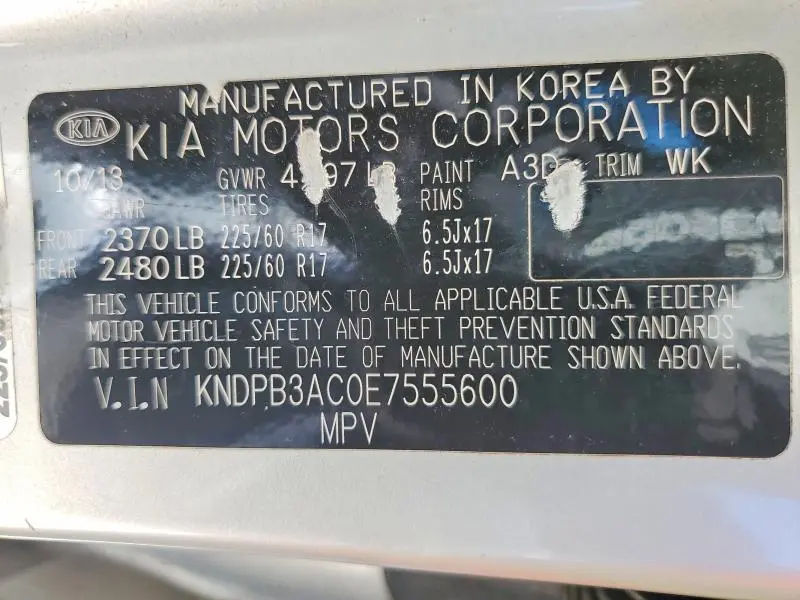 MANUFACTURED IN KOREA BY
KIA KIA MOTORS CORPORATION
10/13 GVWR LB PAINT A3D TRIM WK
GAWR TIRES RIMS
FRONT 2370 LB 225/60 R17 6.5Jx17
REAR 2480 LB 225/60 R17 6.5Jx17
THIS VEHICLE CONFORMS TO ALL APPLICABLE U.S.A. FEDERAL
MOTOR VEHICLE SAFETY AND THEFT PREVENTION STANDARDS
IN EFFECT ON THE DATE OF MANUFACTURE SHOWN ABOVE.
V.I.N KNDPB3AC0E7555600
MPV